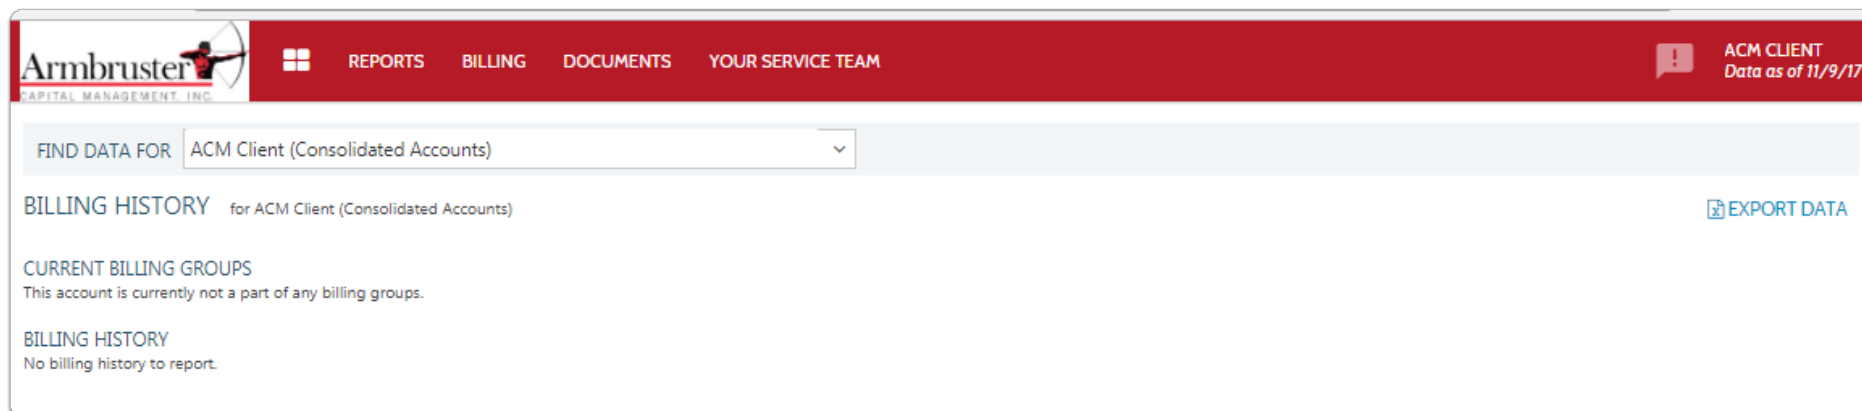 Armbruster
CAPITAL MANAGEMENT, INC.
REPORTS BILLING DOCUMENTS YOUR SERVICE TEAM
ACM CLIENT
Data as of 11/9/17
FIND DATA FOR ACM Client (Consolidated Accounts)
BILLING HISTORY for ACM Client (Consolidated Accounts)
EXPORT DATA
CURRENT BILLING GROUPS
This account is currently not a part of any billing groups.
BILLING HISTORY
No billing history to report.